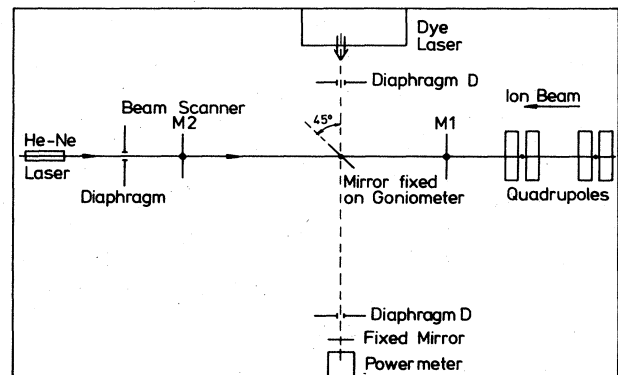 Dye
Laser
Diaphragm D
Ion Beam
Beam Scanner
M2
45°
M1
He-Ne
Laser
Diaphragm
Mirror fixed
on Goniometer
Quadrupoles
Diaphragm D
Fixed Mirror
Powermeter